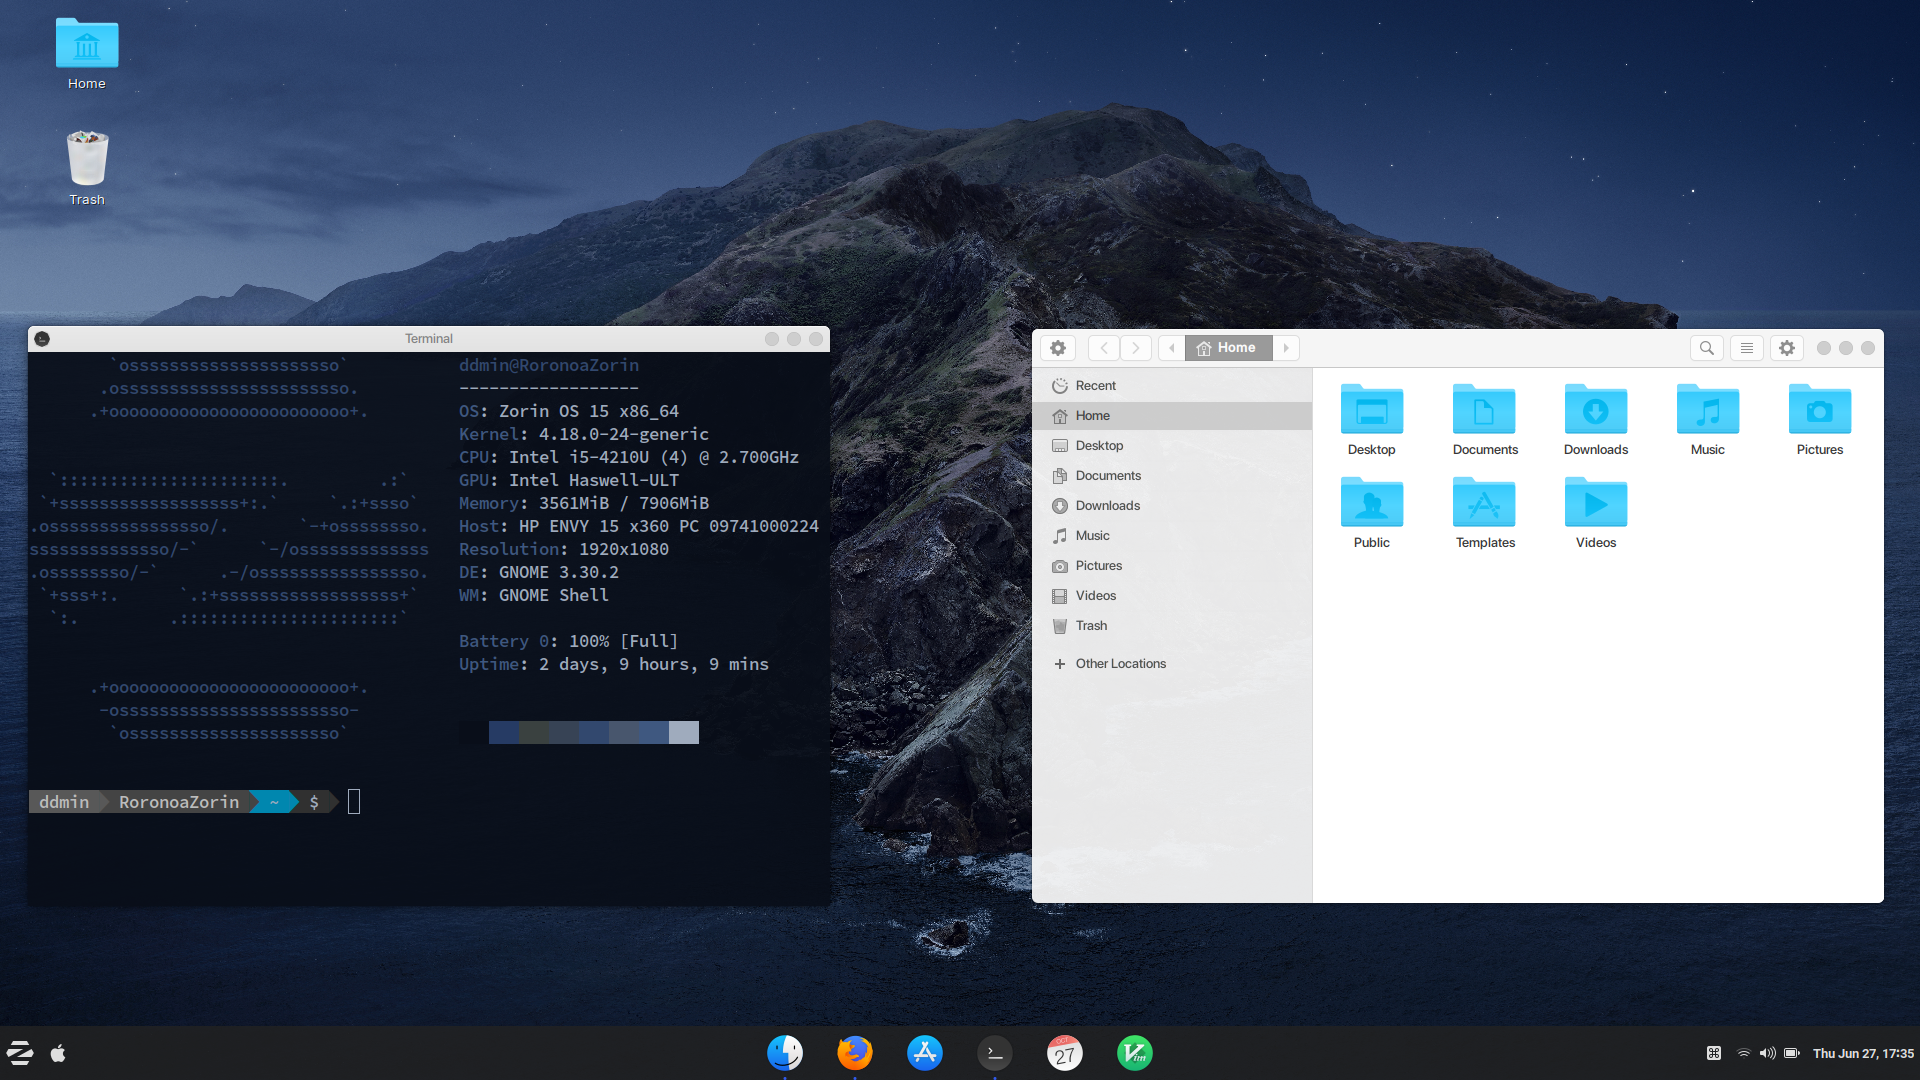 Home
Trash
Terminal
`osssssssssssssssssssso`
.osssssssssssssssssssssso.
.+oooooooooooooooooooooooo+.
`::::::::::::::::::::::.         .:`
`+ssssssssssssssssss+:.`     `.:+ssso`
.ossssssssssssssso/.       `-+ossssssso.
ssssssssssssso/-`      `-/osssssssssssss
.ossssssso/-`      .-/ossssssssssssssso.
`+sss+:.      `.:+ssssssssssssssssss+`
`:.         .::::::::::::::::::::::`
.+oooooooooooooooooooooooo+.
-osssssssssssssssssssssso-
`osssssssssssssssssssso`
ddmin@RoronoaZorin
------------------
OS: Zorin OS 15 x86_64
Kernel: 4.18.0-24-generic
CPU: Intel i5-4210U (4) @ 2.700GHz
GPU: Intel Haswell-ULT
Memory: 3561MiB / 7906MiB
Host: HP ENVY 15 x360 PC 09741000224
Resolution: 1920x1080
DE: GNOME 3.30.2
WM: GNOME Shell
Battery 0: 100% [Full]
Uptime: 2 days, 9 hours, 9 mins
ddmin RoronoaZorin ~ $
Home
Recent
Home
Desktop
Documents
Downloads
Music
Pictures
Videos
Trash
Other Locations
Desktop Documents Downloads Music Pictures
Public Templates Videos
OCT
27
Vim
Thu Jun 27, 17:35